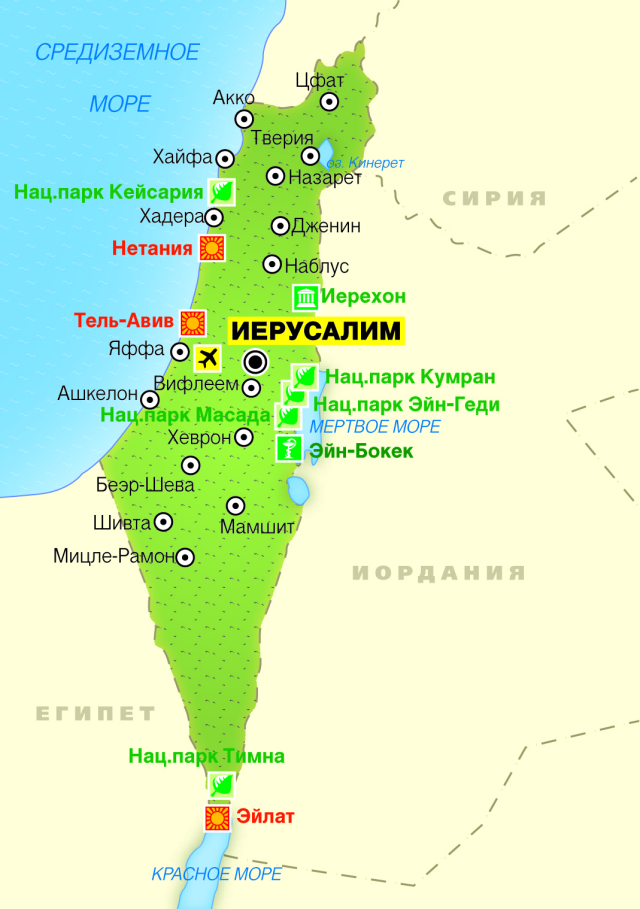 СРЕДИЗЕМНОЕ
МОРЕ
Цфат
Акко
Тверия
Хайфа
оз. Кинерет
Назарет
Нац.парк Кейсария
СИРИЯ
Хадера
Дженин
Нетания
Наблус
Иерехон
Тель-Авив
ИЕРУСАЛИМ
Яффа
Нац.парк Кумран
Вифлеем
Ашкелон
Нац.парк Эйн-Геди
Нац.парк Масада
МЕРТВОЕ МОРЕ
Хеврон
Эйн-Бокек
Беэр-Шева
Шивта
Мамшит
Мицле-Рамон
ИОРДАНИЯ
ЕГИПЕТ
Нац.парк Тимна
Эйлат
КРАСНОЕ МОРЕ